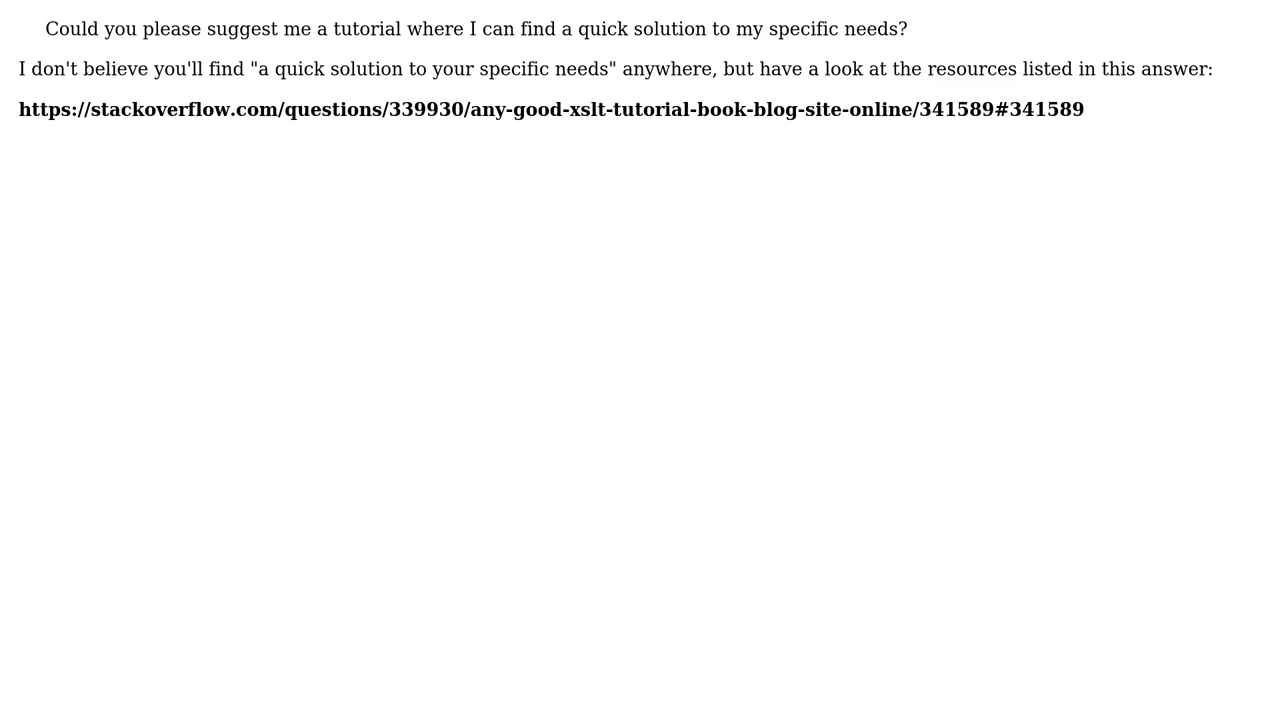 Could you please suggest me a tutorial where I can find a quick solution to my specific needs?
I don't believe you'll find "a quick solution to your specific needs" anywhere, but have a look at the resources listed in this answer:
https://stackoverflow.com/questions/339930/any-good-xslt-tutorial-book-blog-site-online/341589#341589